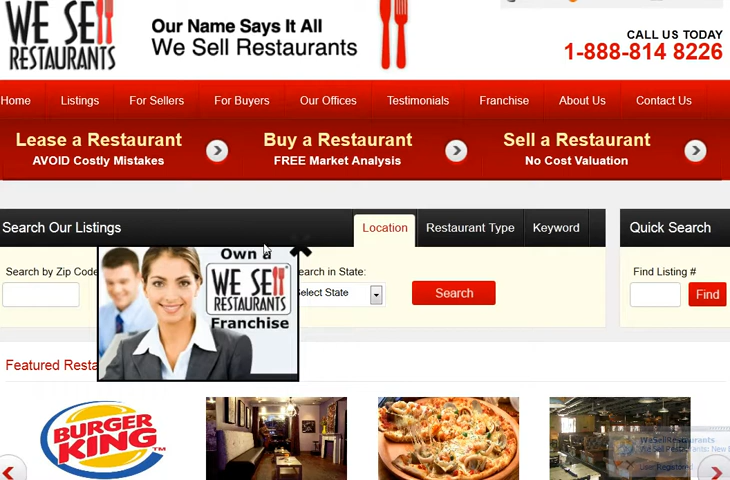 WE SELL
RESTAURANTS
Our Name Says It All
We Sell Restaurants
CALL US TODAY
1-888-814 8226
Home Listings For Sellers For Buyers Our Offices Testimonials Franchise About Us Contact Us
Lease a Restaurant
AVOID Costly Mistakes
Buy a Restaurant
FREE Market Analysis
Sell a Restaurant
No Cost Valuation
Search Our Listings
Location Restaurant Type Keyword
Quick Search
Search by Zip Code
Search in State:
Select State
Search
Find Listing #
Find
Own a
WE SELL
RESTAURANTS
Franchise
Featured Resta
BURGER
KING
TM
WeSellRestaurants